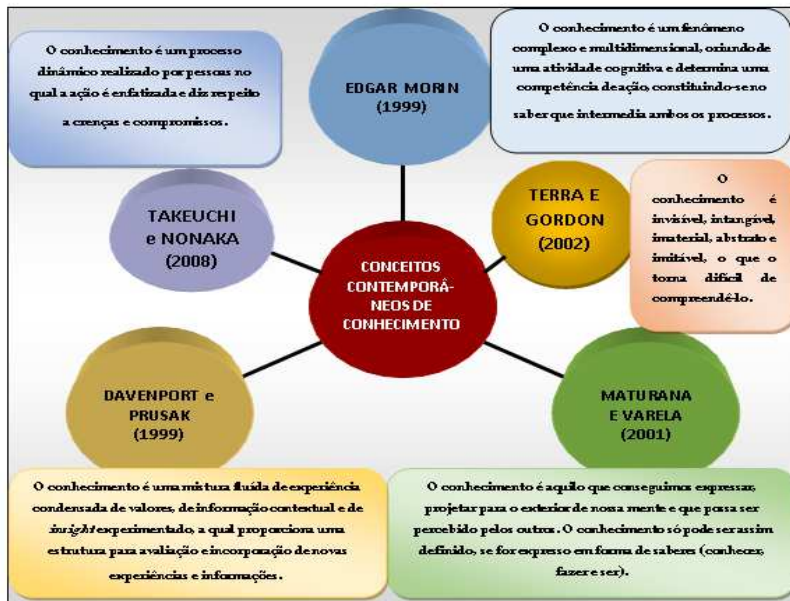 O conhecimento é um processo
dinâmico realizado por pessoas no
qual a ação é enfatizada e diz respeito
a crenças e compromissos.
EDGAR MORIN
(1999)
O conhecimento é um fenômeno
complexo e multidimensional, oriundo de
uma atividade cognitiva e determina uma
competência de ação, constituindo-se no
saber que intermedia ambos os processos.
TAKEUCHI
e NONAKA
(2008)
TERRA E
GORDON
(2002)
O
conhecimento é
invisível, intangível,
imaterial, abstrato e
imitável, o que o
torna difícil de
compreendê-lo.
CONCEITOS
CONTEMPORÂ-
NEOS DE
CONHECIMENTO
DAVENPORT e
PRUSAK
(1999)
MATURANA
E VARELA
(2001)
O conhecimento é uma mistura fluída de experiência
condensada de valores, de informação contextual e de
insight experimentado, a qual proporciona uma
estrutura para avaliação e incorporação de novas
experiências e informações.
O conhecimento é aquilo que conseguimos expressar,
projetar para o exterior de nossa mente e que possa ser
percebido pelos outros. O conhecimento só pode ser assim
definido, se for expresso em forma de saberes (conhecer,
fazer e ser).